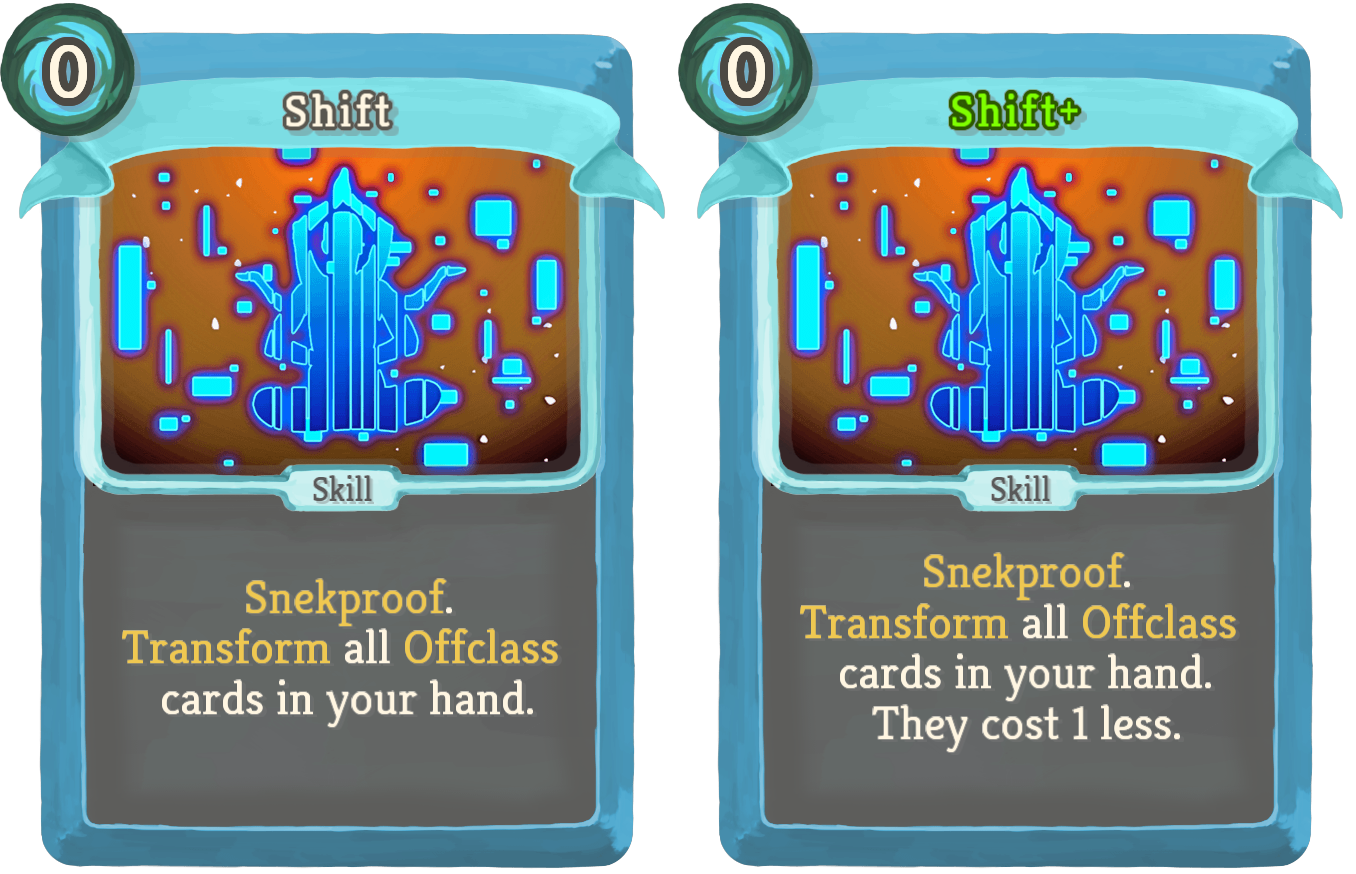 0
Shift
Skill
Snekproof.
Transform all Offclass
cards in your hand.
0
Shift+
Skill
Snekproof.
Transform all Offclass
cards in your hand.
They cost 1 less.